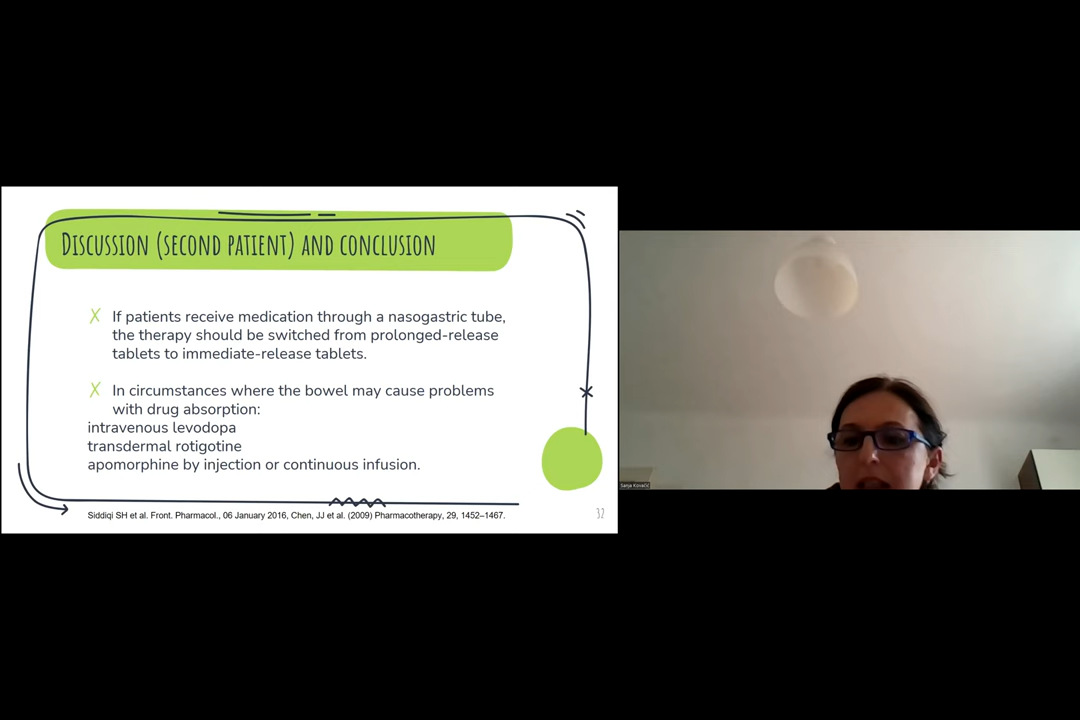 Discussion (second patient) and conclusion
If patients receive medication through a nasogastric tube,
the therapy should be switched from prolonged-release
tablets to immediate-release tablets.
In circumstances where the bowel may cause problems
with drug absorption:
intravenous levodopa
transdermal rotigotine
apomorphine by injection or continuous infusion.
Siddiqi SH et al. Front. Pharmacol., 06 January 2016, Chen, JJ et al. (2009) Pharmacotherapy, 29, 1452–1467.
32
Sanja Kovačić